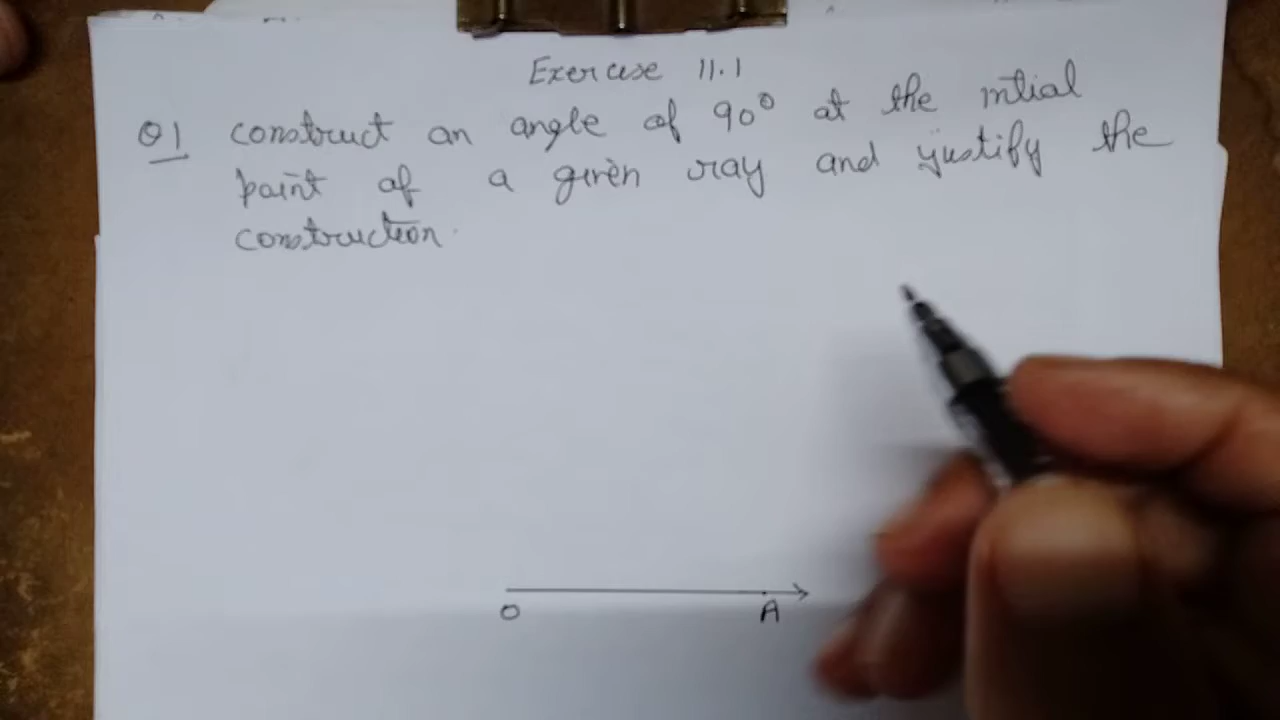 Exercise 11.1
Q1 construct an angle of 90° at the intial
point of a given ray and justify the
construction.
O A